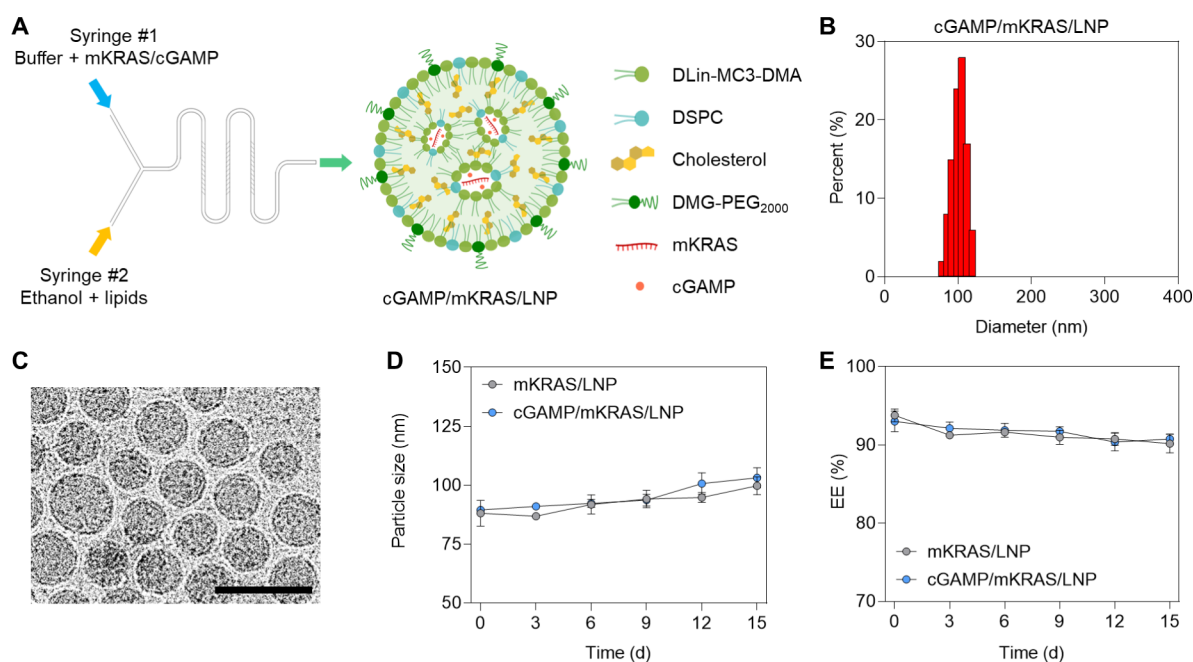 A
Syringe #1
Buffer + mKRAS/cGAMP
Syringe #2
Ethanol + lipids
cGAMP/mKRAS/LNP
DLin-MC3-DMA
DSPC
Cholesterol
DMG-PEG2000
mKRAS
cGAMP
B
cGAMP/mKRAS/LNP
Percent (%)
30
20
10
0
0 100 200 300 400
Diameter (nm)
C
D
mKRAS/LNP
cGAMP/mKRAS/LNP
Particle size (nm)
150
125
100
75
50
0 3 6 9 12 15
Time (d)
E
EE (%)
100
90
80
70
mKRAS/LNP
cGAMP/mKRAS/LNP
0 3 6 9 12 15
Time (d)